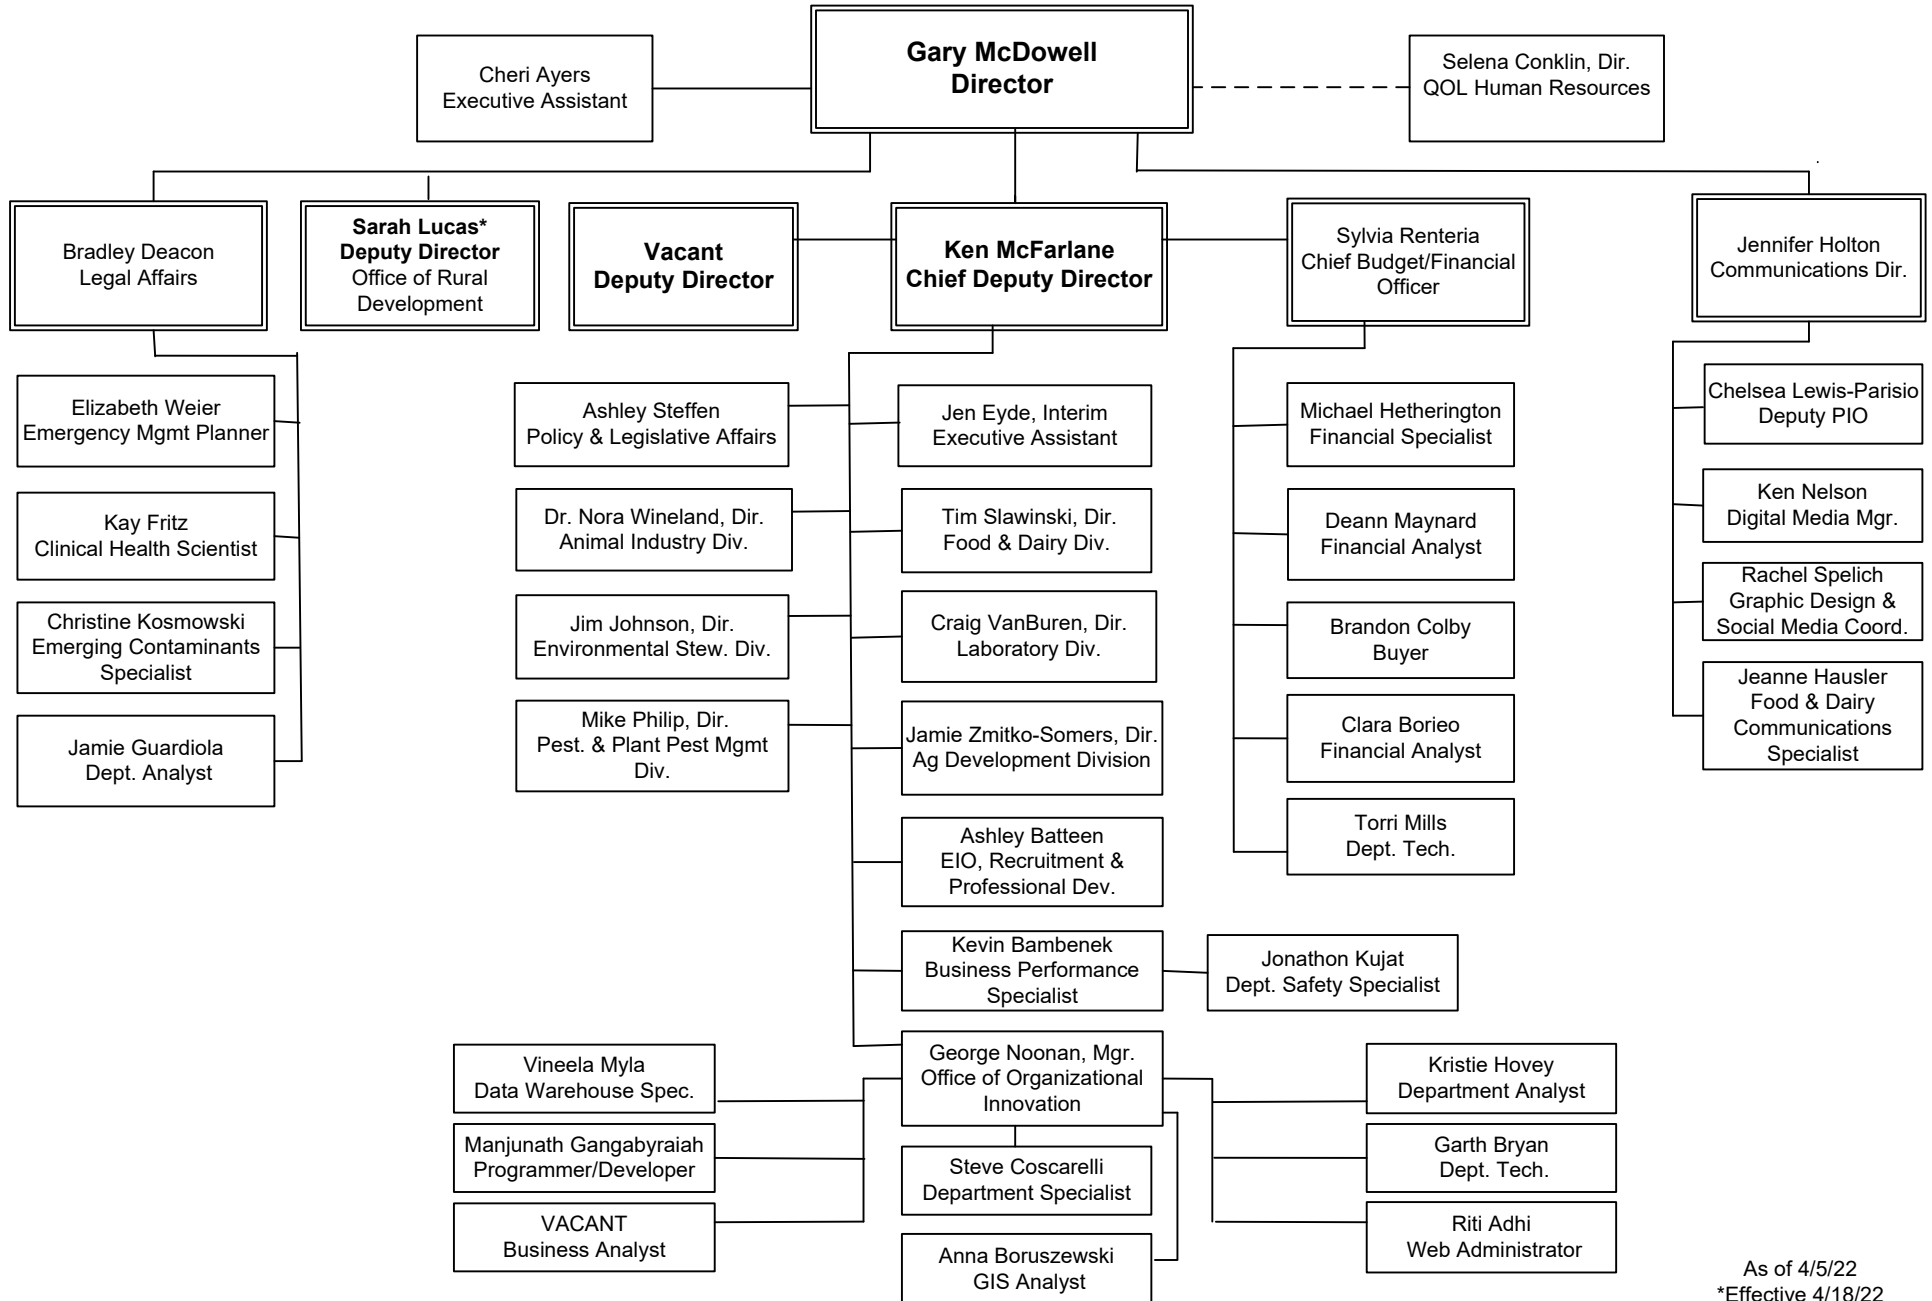 Gary McDowell
Director
Cheri Ayers
Executive Assistant
Selena Conklin, Dir.
QOL Human Resources
Bradley Deacon
Legal Affairs
Sarah Lucas*
Deputy Director
Office of Rural
Development
Vacant
Deputy Director
Ken McFarlane
Chief Deputy Director
Sylvia Renteria
Chief Budget/Financial
Officer
Jennifer Holton
Communications Dir.
Elizabeth Weier
Emergency Mgmt Planner
Kay Fritz
Clinical Health Scientist
Christine Kosmowski
Emerging Contaminants
Specialist
Jamie Guardiola
Dept. Analyst
Ashley Steffen
Policy & Legislative Affairs
Dr. Nora Wineland, Dir.
Animal Industry Div.
Jim Johnson, Dir.
Environmental Stew. Div.
Mike Philip, Dir.
Pest. & Plant Pest Mgmt
Div.
Jen Eyde, Interim
Executive Assistant
Tim Slawinski, Dir.
Food & Dairy Div.
Craig VanBuren, Dir.
Laboratory Div.
Jamie Zmitko-Somers, Dir.
Ag Development Division
Ashley Batteen
EIO, Recruitment &
Professional Dev.
Kevin Bambenek
Business Performance
Specialist
Jonathon Kujat
Dept. Safety Specialist
Michael Hetherington
Financial Specialist
Deann Maynard
Financial Analyst
Brandon Colby
Buyer
Clara Borieo
Financial Analyst
Torri Mills
Dept. Tech.
Chelsea Lewis-Parisio
Deputy PIO
Ken Nelson
Digital Media Mgr.
Rachel Spelich
Graphic Design &
Social Media Coord.
Jeanne Hausler
Food & Dairy
Communications
Specialist
George Noonan, Mgr.
Office of Organizational
Innovation
Vineela Myla
Data Warehouse Spec.
Manjunath Gangabyraiah
Programmer/Developer
VACANT
Business Analyst
Steve Coscarelli
Department Specialist
Anna Boruszewski
GIS Analyst
Kristie Hovey
Department Analyst
Garth Bryan
Dept. Tech.
Riti Adhi
Web Administrator
As of 4/5/22
*Effective 4/18/22